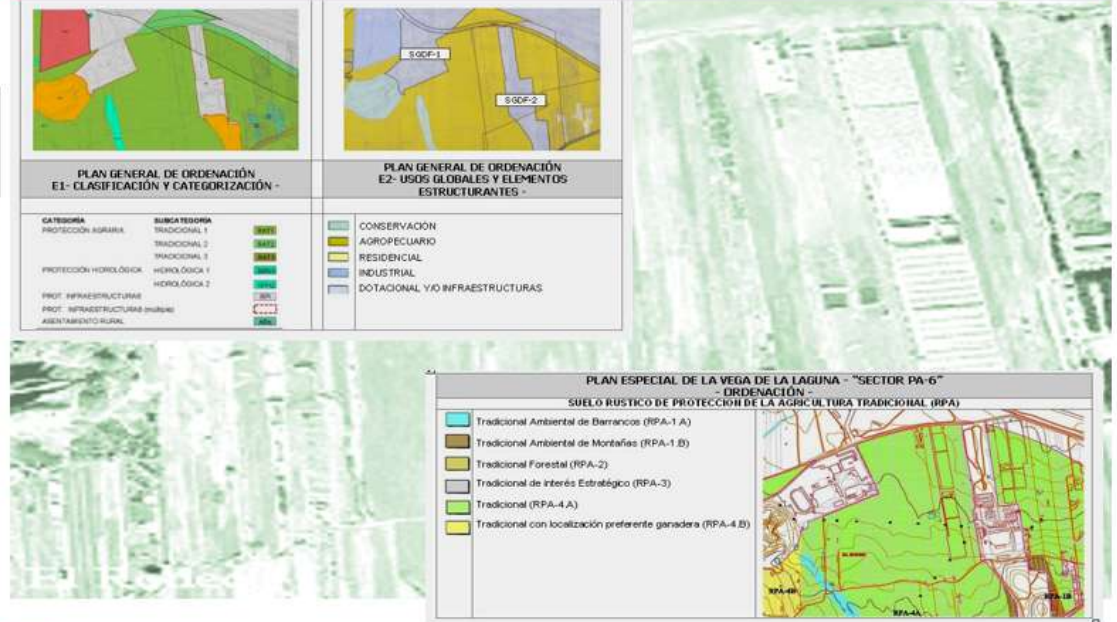 SGDF-1
SGDF-2
PLAN GENERAL DE ORDENACIÓN
E1- CLASIFICACIÓN Y CATEGORIZACIÓN -
CATEGORÍA SUBCATEGORÍA
PROTECCIÓN AGRARIA TRADICIONAL 1
TRADICIONAL 2
TRADICIONAL 3
PROTECCIÓN HIDROLÓGICA HIDROLÓGICA 1
HIDROLÓGICA 2
PROT. INFRAESTRUCTURAS
PROT. INFRAESTRUCTURAS (múltiple)
ASENTAMIENTO RURAL
PLAN GENERAL DE ORDENACIÓN
E2- USOS GLOBALES Y ELEMENTOS
ESTRUCTURANTES -
CONSERVACIÓN
AGROPECUARIO
RESIDENCIAL
INDUSTRIAL
DOTACIONAL Y/O INFRAESTRUCTURAS
PLAN ESPECIAL DE LA VEGA DE LA LAGUNA - "SECTOR PA-6"
- ORDENACIÓN -
SUELO RUSTICO DE PROTECCION DE LA AGRICULTURA TRADICIONAL (RPA)
Tradicional Ambiental de Barrancos (RPA-1.A)
Tradicional Ambiental de Montañas (RPA-1.B)
Tradicional Forestal (RPA-2)
Tradicional de interés Estratégico (RPA-3)
Tradicional (RPA-4.A)
Tradicional con localización preferente ganadera (RPA-4.B)
RPA-4B
RPA-4A
RPA-1B